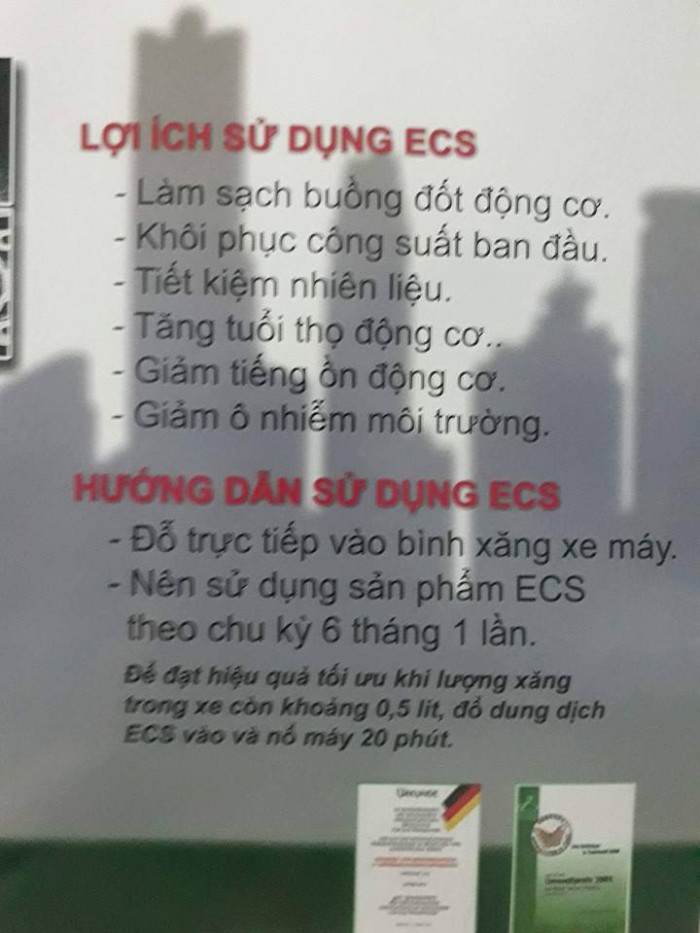 LỢI ÍCH SỬ DỤNG ECS
- Làm sạch buồng đốt động cơ.
- Khôi phục công suất ban đầu.
- Tiết kiệm nhiên liệu.
- Tăng tuổi thọ động cơ..
- Giảm tiếng ồn động cơ.
- Giảm ô nhiễm môi trường.
HƯỚNG DẪN SỬ DỤNG ECS
- Đỗ trực tiếp vào bình xăng xe máy.
- Nên sử dụng sản phẩm ECS
theo chu kỳ 6 tháng 1 lần.
Để đạt hiệu quả tối ưu khi lượng xăng
trong xe còn khoảng 0,5 lít, đổ dung dịch
ECS vào và nổ máy 20 phút.
Urkunde